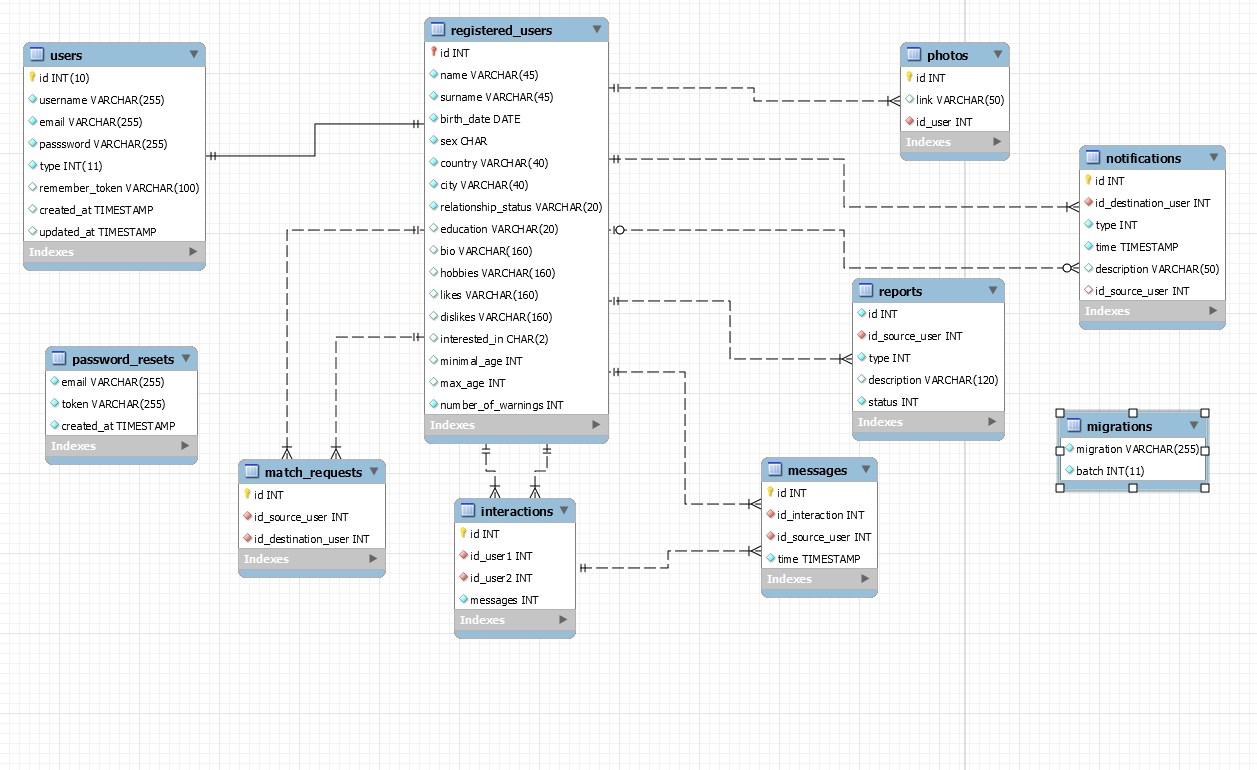 users
id INT(10)
username VARCHAR(255)
email VARCHAR(255)
passsword VARCHAR(255)
type INT(11)
remember_token VARCHAR(100)
created_at TIMESTAMP
updated_at TIMESTAMP
Indexes
registered_users
id INT
name VARCHAR(45)
surname VARCHAR(45)
birth_date DATE
sex CHAR
country VARCHAR(40)
city VARCHAR(40)
relationship_status VARCHAR(20)
education VARCHAR(20)
bio VARCHAR(160)
hobbies VARCHAR(160)
likes VARCHAR(160)
dislikes VARCHAR(160)
interested_in CHAR(2)
minimal_age INT
max_age INT
number_of_warnings INT
Indexes
photos
id INT
link VARCHAR(50)
id_user INT
Indexes
notifications
id INT
id_destination_user INT
type INT
time TIMESTAMP
description VARCHAR(50)
id_source_user INT
Indexes
reports
id INT
id_source_user INT
type INT
description VARCHAR(120)
status INT
Indexes
password_resets
email VARCHAR(255)
token VARCHAR(255)
created_at TIMESTAMP
Indexes
migrations
migration VARCHAR(255)
batch INT(11)
match_requests
id INT
id_source_user INT
id_destination_user INT
Indexes
interactions
id INT
id_user1 INT
id_user2 INT
messages INT
Indexes
messages
id INT
id_interaction INT
id_source_user INT
time TIMESTAMP
Indexes